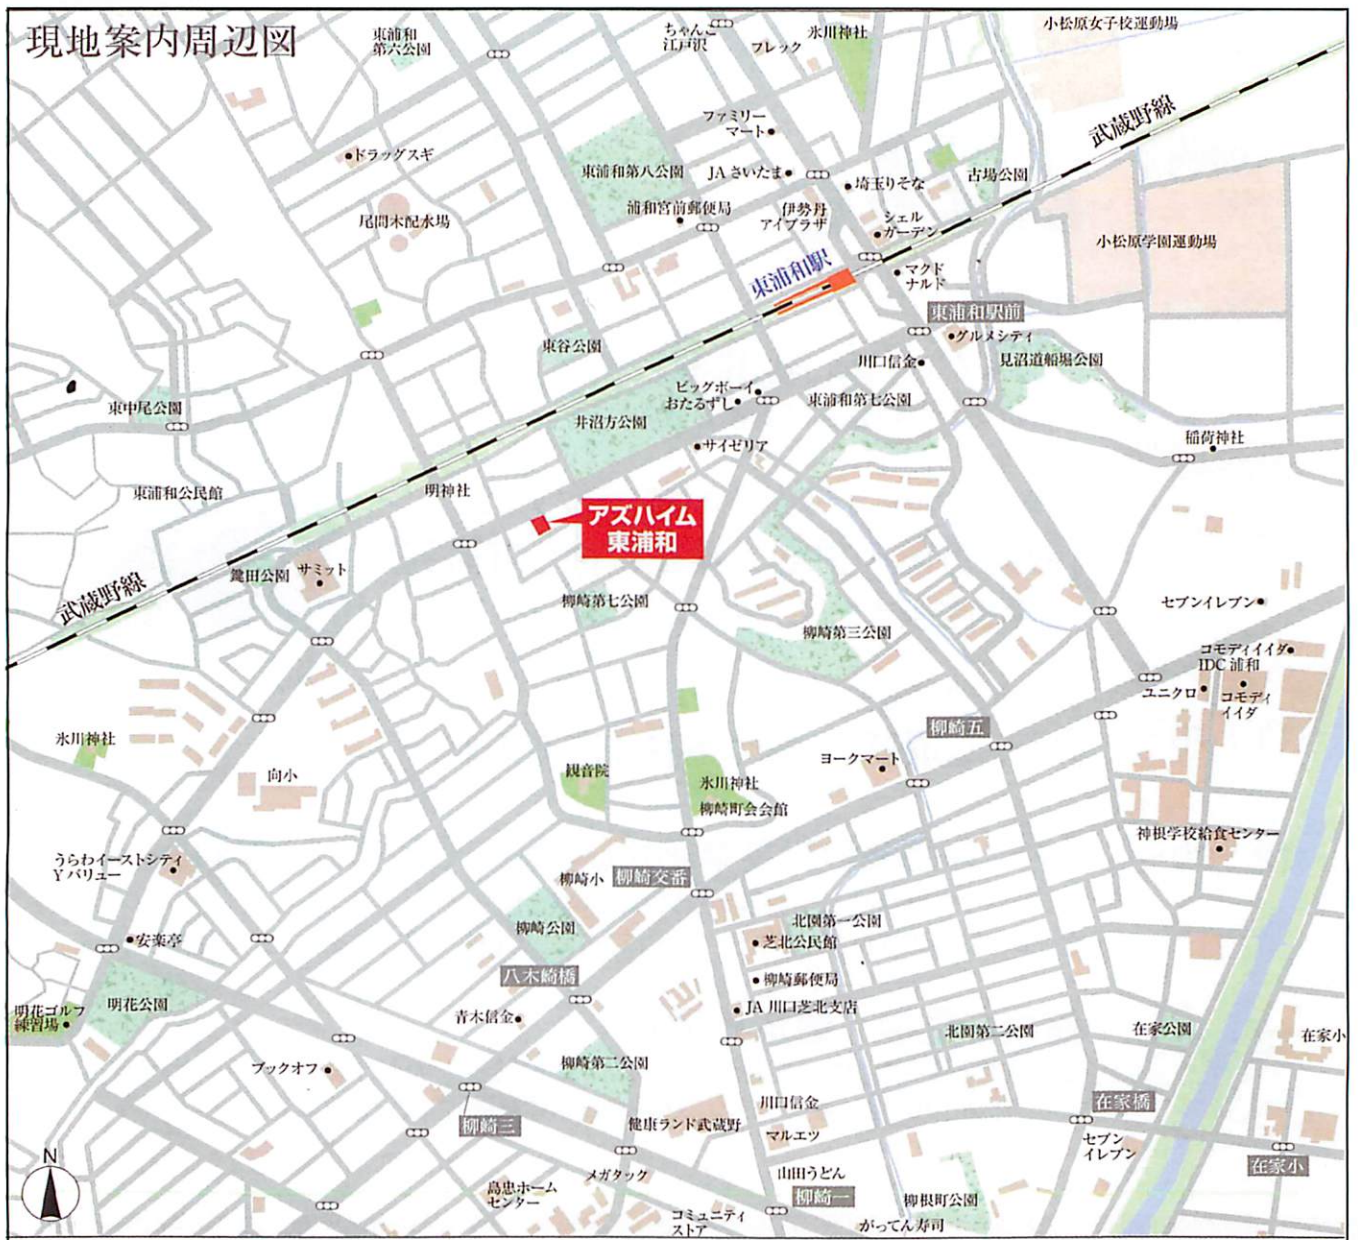 現地案内周辺図
東浦和
第六公園
ちゃんこ
江戸沢
フレック
氷川神社
小松原女子校運動場
武蔵野線
ファミリー
マート
ドラッグスギ
東浦和第八公園
JAさいたま
埼玉りそな
古場公園
尾間木配水場
浦和宮前郵便局
伊勢丹
アイプラザ
シェル
ガーデン
小松原学園運動場
東浦和駅
マクド
ナルド
東浦和駅前
グルメシティ
東谷公園
川口信金
見沼通船堀公園
ビッグボーイ
おたるずし
東浦和第七公園
東中尾公園
井沼方公園
サイゼリア
稲荷神社
東浦和公民館
明神社
アズハイム
東浦和
武蔵野線
サミット
柳崎第七公園
セブンイレブン
柳崎第三公園
コモディイイダ
IDC浦和
ユニクロ
コモディ
イイダ
柳崎五
氷川神社
向小
観音院
ヨークマート
氷川神社
柳崎町会会館
神根学校給食センター
うらわイーストシティ
Yバリュー
柳崎小
柳崎交番
北園第一公園
柳崎公園
安楽亭
芝北公民館
八木崎橋
柳崎郵便局
明花ゴルフ
練習場
明花公園
青木信金
JA川口芝北支店
北園第二公園
在家公園
在家小
ブックオフ
柳崎第二公園
川口信金
在家橋
柳崎三
健康ランド武蔵野
マルエツ
セブン
イレブン
在家小
N
メガタック
山田うどん
島忠ホーム
センター
柳崎一
柳根町公園
コミュニティ
ストア
がってん寿司